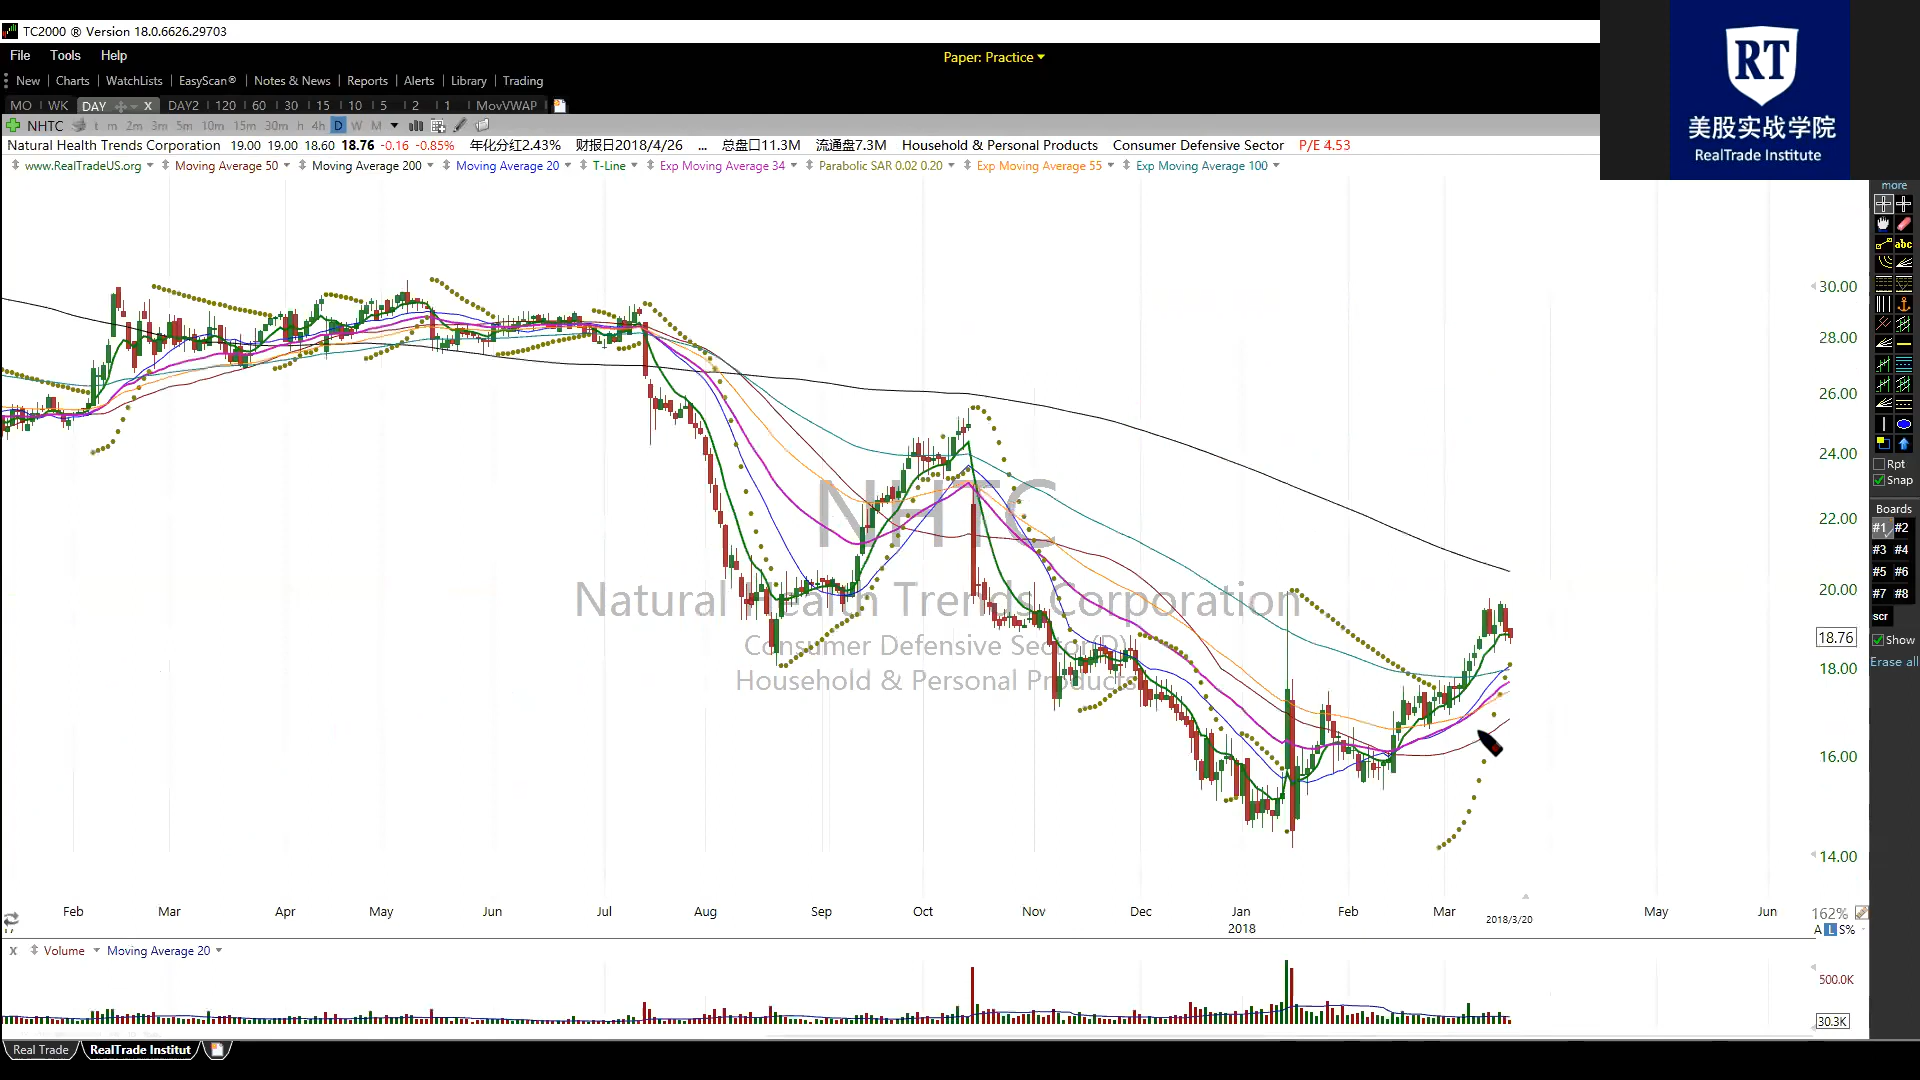 TC2000 ® Version 18.0.6626.29703
File Tools Help
Paper: Practice
New Charts WatchLists EasyScan® Notes & News Reports Alerts Library Trading
MO WK DAY X DAY2 120 60 30 15 10 5 2 1 MovVWAP
NHTC t m 2m 3m 5m 10m 15m 30m h 4h D W M
Natural Health Trends Corporation 19.00 19.00 18.60 18.76 -0.16 -0.85% 年化分红2.43% 财报日2018/4/26 ... 总盘口11.3M 流通盘7.3M Household & Personal Products Consumer Defensive Sector P/E 4.53
www.RealTradeUS.org Moving Average 50 Moving Average 200 Moving Average 20 T-Line Exp Moving Average 34 Parabolic SAR 0.02 0.20 Exp Moving Average 55 Exp Moving Average 100
RT
美股实战学院
RealTrade Institute
more
abc
Rpt
Snap
Boards
#1 #2
#3 #4
#5 #6
#7 #8
scr
Show
Erase all
30.00
28.00
26.00
24.00
22.00
20.00
18.76
18.00
16.00
14.00
NHTC
Natural Health Trends Corporation
Consumer Defensive Sector(D)
Household & Personal Products
Feb Mar Apr May Jun Jul Aug Sep Oct Nov Dec Jan Feb Mar 2018/3/20 May Jun
2018
162%
A L S%
X Volume Moving Average 20
500.0K
30.3K
Real Trade RealTrade Institut